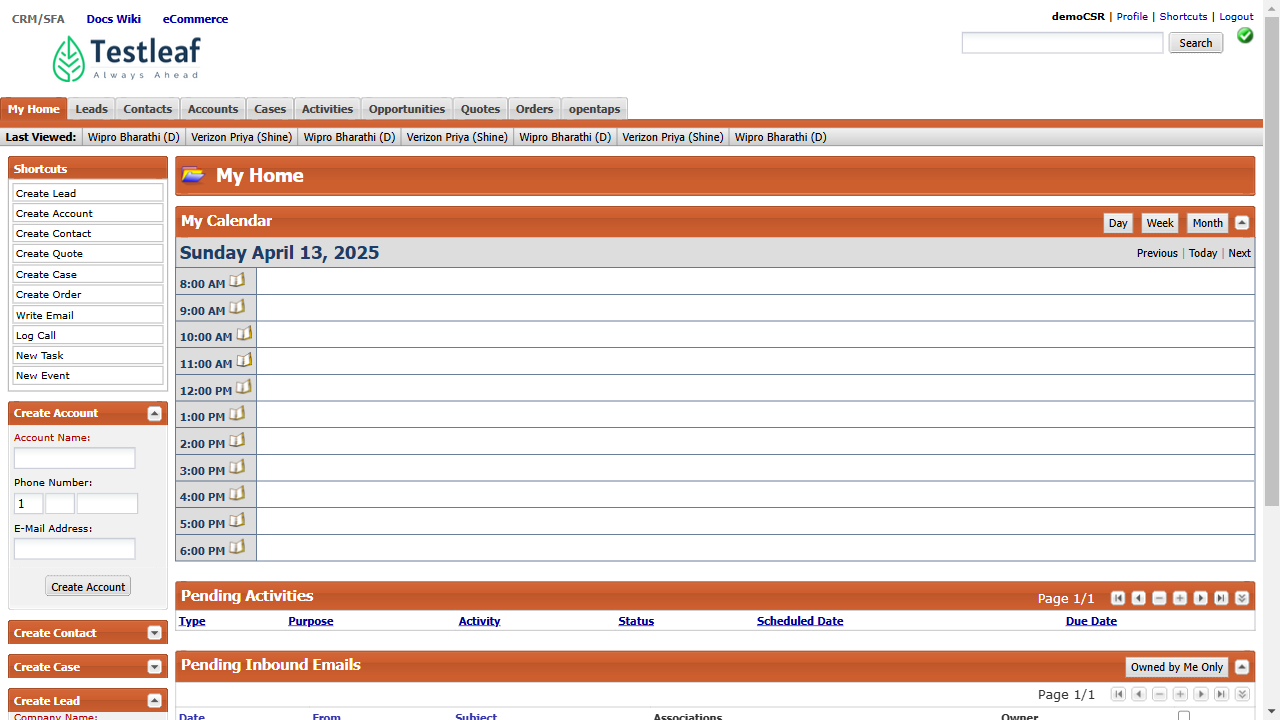 CRM/SFA Docs Wiki eCommerce
demoCSR | Profile | Shortcuts | Logout
Testleaf
Always Ahead
Search
My Home Leads Contacts Accounts Cases Activities Opportunities Quotes Orders opentaps
Last Viewed: Wipro Bharathi (D) Verizon Priya (Shine) Wipro Bharathi (D) Verizon Priya (Shine) Wipro Bharathi (D) Verizon Priya (Shine) Wipro Bharathi (D)
Shortcuts
Create Lead
Create Account
Create Contact
Create Quote
Create Case
Create Order
Write Email
Log Call
New Task
New Event
Create Account
Account Name:
Phone Number:
1
E-Mail Address:
Create Account
Create Contact
Create Case
Create Lead
Company Name:
My Home
My Calendar Day Week Month
Sunday April 13, 2025 Previous | Today | Next
8:00 AM
9:00 AM
10:00 AM
11:00 AM
12:00 PM
1:00 PM
2:00 PM
3:00 PM
4:00 PM
5:00 PM
6:00 PM
Pending Activities Page 1/1
Type Purpose Activity Status Scheduled Date Due Date
Pending Inbound Emails Owned by Me Only
Page 1/1
Date From Subject Associations Owner